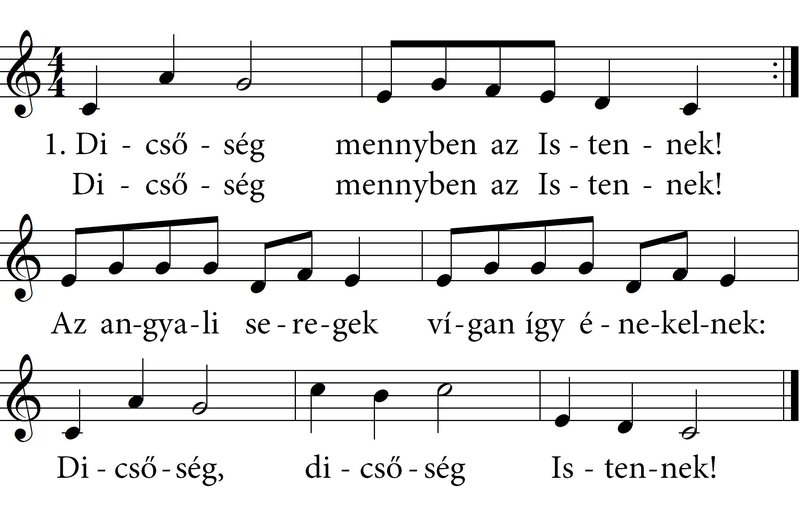 1. Di - cső - ség mennyben az Is - ten - nek!
Di - cső - ség mennyben az Is - ten - nek!
Az an-gya-li se-re-gek ví-gan így é-ne-kel-nek:
Di-cső-ség, di-cső-ség Is-ten-nek!